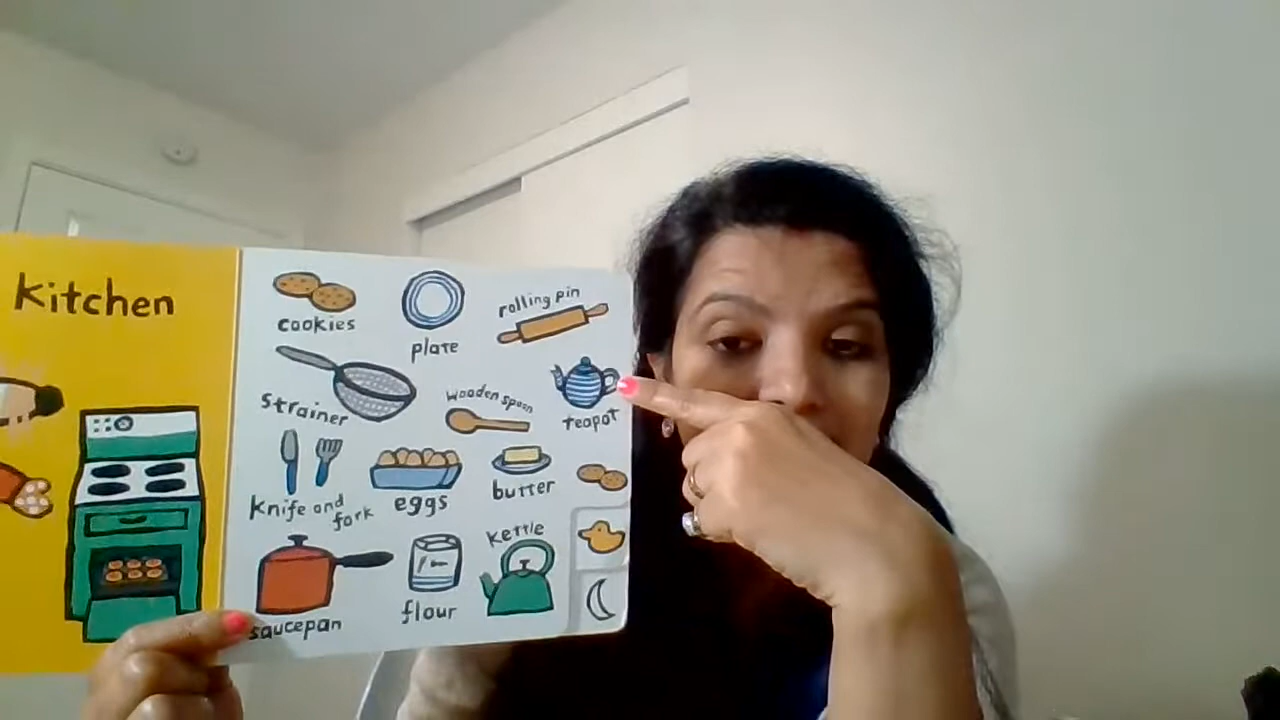 kitchen
cookies
plate
rolling pin
strainer
wooden spoon
teapot
knife and
fork
eggs
butter
saucepan
flour
kettle